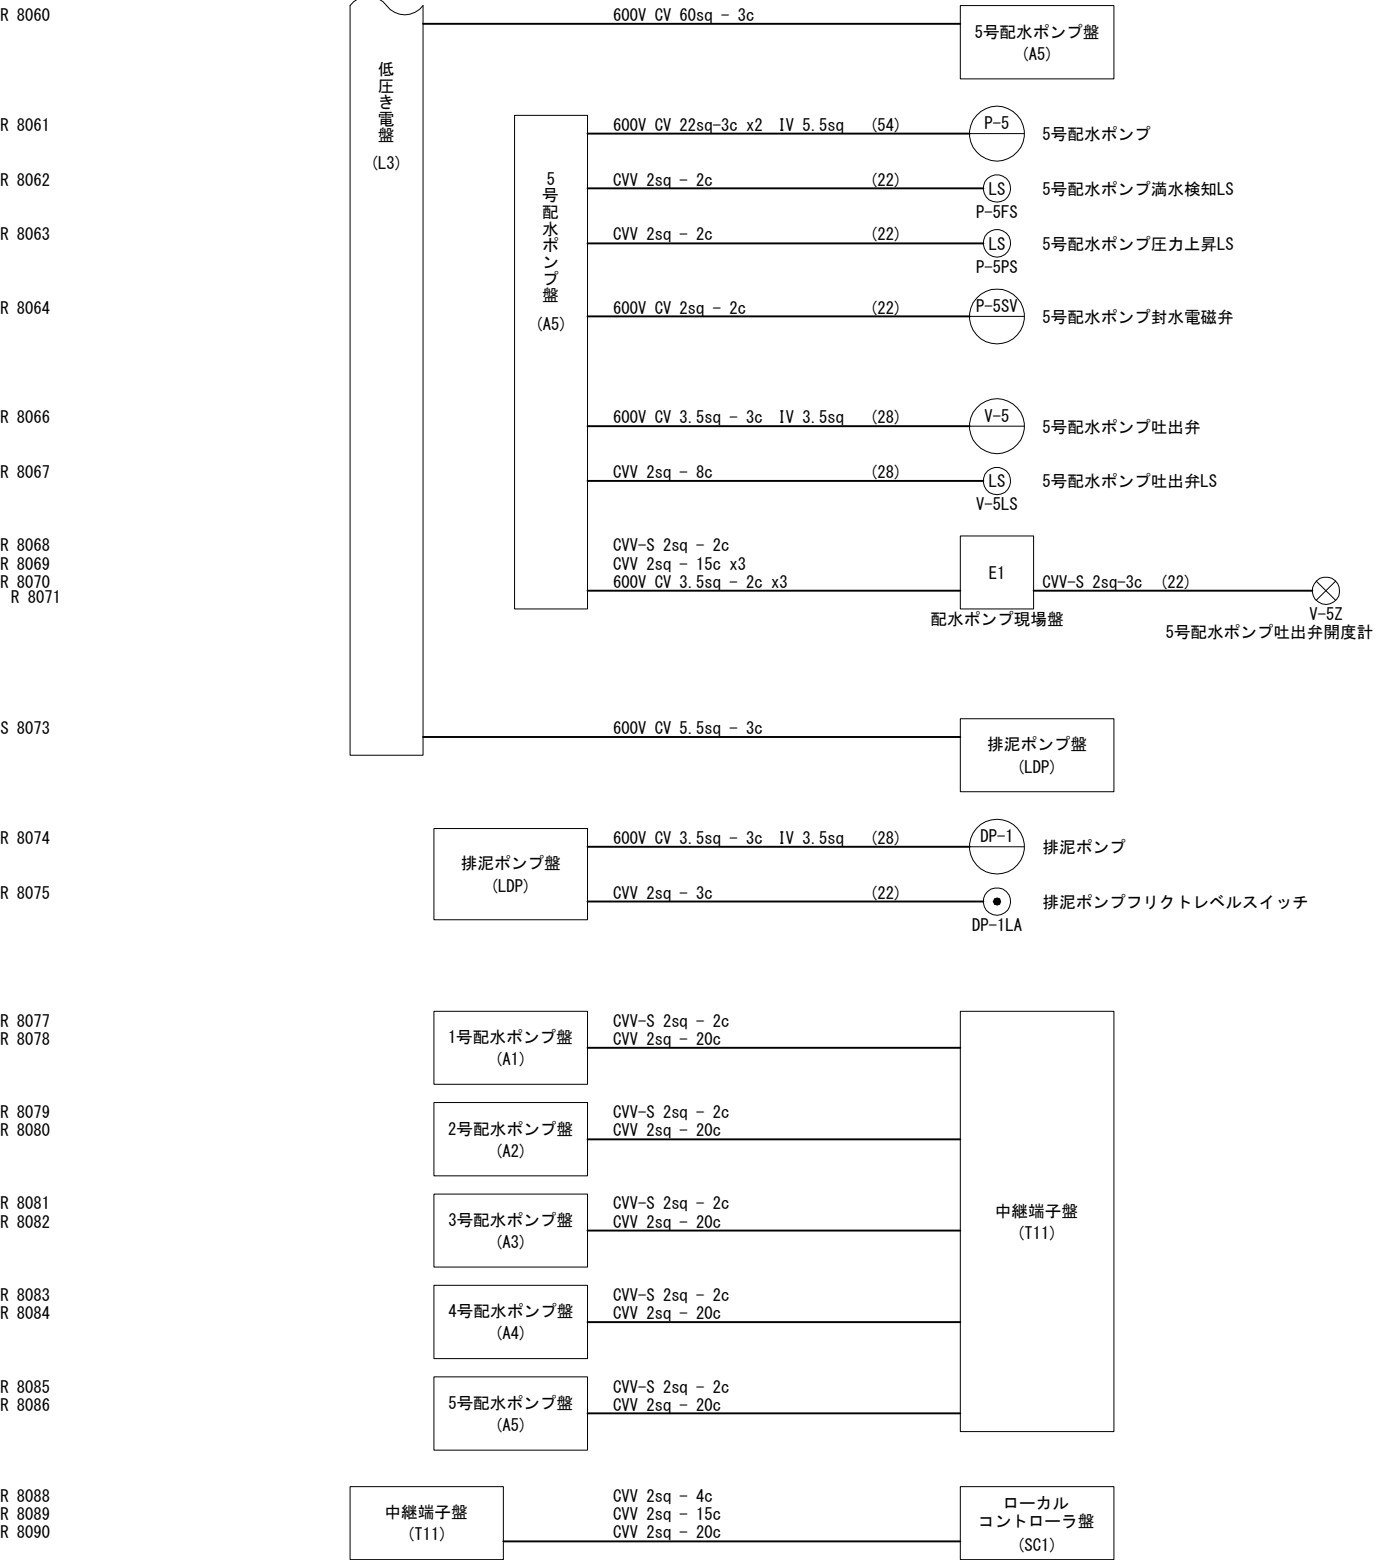 R 8060
600V CV 60sq - 3c
5号配水ポンプ盤
(A5)
低圧き電盤
(L3)
5号配水ポンプ盤
(A5)
R 8061
600V CV 22sq-3c x2 IV 5.5sq (54)
P-5
5号配水ポンプ
R 8062
CVV 2sq - 2c (22)
LS
5号配水ポンプ満水検知LS
P-5FS
R 8063
CVV 2sq - 2c (22)
LS
5号配水ポンプ圧力上昇LS
P-5PS
R 8064
600V CV 2sq - 2c (22)
P-5SV
5号配水ポンプ封水電磁弁
R 8066
600V CV 3.5sq - 3c IV 3.5sq (28)
V-5
5号配水ポンプ吐出弁
R 8067
CVV 2sq - 8c (28)
LS
5号配水ポンプ吐出弁LS
V-5LS
R 8068
CVV-S 2sq - 2c
R 8069
CVV 2sq - 15c x3
R 8070
600V CV 3.5sq - 2c x3
R 8071
E1
配水ポンプ現場盤
CVV-S 2sq-3c (22)
V-5Z
5号配水ポンプ吐出弁開度計
S 8073
600V CV 5.5sq - 3c
排泥ポンプ盤
(LDP)
R 8074
排泥ポンプ盤
(LDP)
600V CV 3.5sq - 3c IV 3.5sq (28)
DP-1
排泥ポンプ
R 8075
CVV 2sq - 3c (22)
排泥ポンプフリクトレベルスイッチ
DP-1LA
R 8077
R 8078
1号配水ポンプ盤
(A1)
CVV-S 2sq - 2c
CVV 2sq - 20c
R 8079
R 8080
2号配水ポンプ盤
(A2)
CVV-S 2sq - 2c
CVV 2sq - 20c
R 8081
R 8082
3号配水ポンプ盤
(A3)
CVV-S 2sq - 2c
CVV 2sq - 20c
中継端子盤
(T11)
R 8083
R 8084
4号配水ポンプ盤
(A4)
CVV-S 2sq - 2c
CVV 2sq - 20c
R 8085
R 8086
5号配水ポンプ盤
(A5)
CVV-S 2sq - 2c
CVV 2sq - 20c
R 8088
R 8089
R 8090
中継端子盤
(T11)
CVV 2sq - 4c
CVV 2sq - 15c
CVV 2sq - 20c
ローカル
コントローラ盤
(SC1)